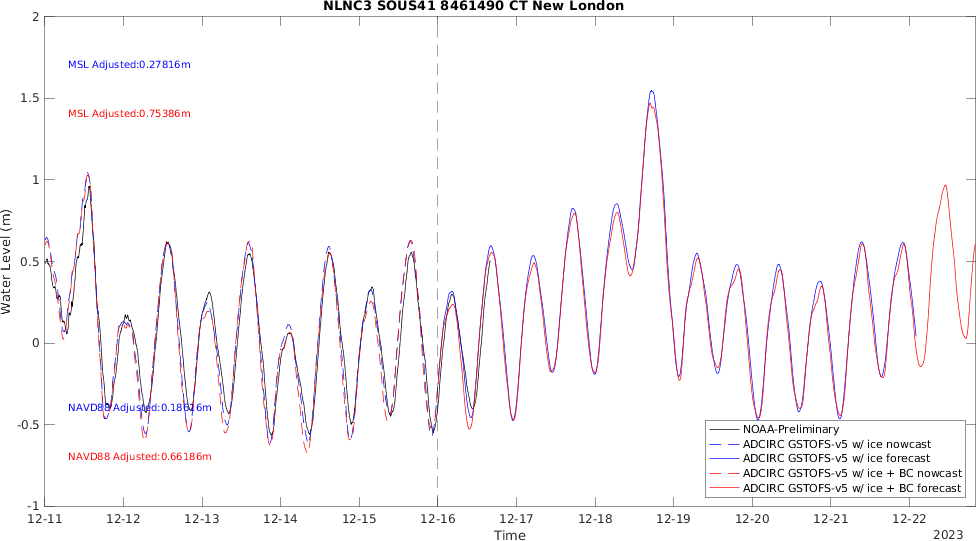 NLNC3 SOUS41 8461490 CT New London
2
1.5
1
0.5
0
-0.5
-1
Water Level (m)
MSL Adjusted:0.27816m
MSL Adjusted:0.75386m
NAVD88 Adjusted:0.18616m
NAVD88 Adjusted:0.66186m
NOAA-Preliminary
ADCIRC GSTOFS-v5 w/ ice nowcast
ADCIRC GSTOFS-v5 w/ ice forecast
ADCIRC GSTOFS-v5 w/ ice + BC nowcast
ADCIRC GSTOFS-v5 w/ ice + BC forecast
12-11 12-12 12-13 12-14 12-15 12-16 12-17 12-18 12-19 12-20 12-21 12-22
Time
2023